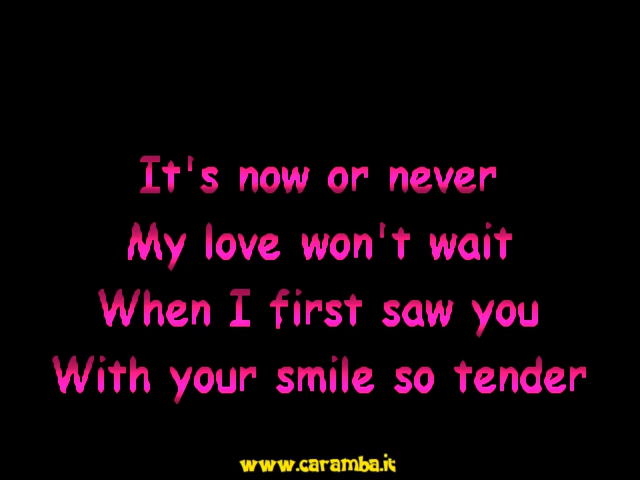 It's now or never
My love won't wait
When I first saw you
With your smile so tender
www.caramba.it